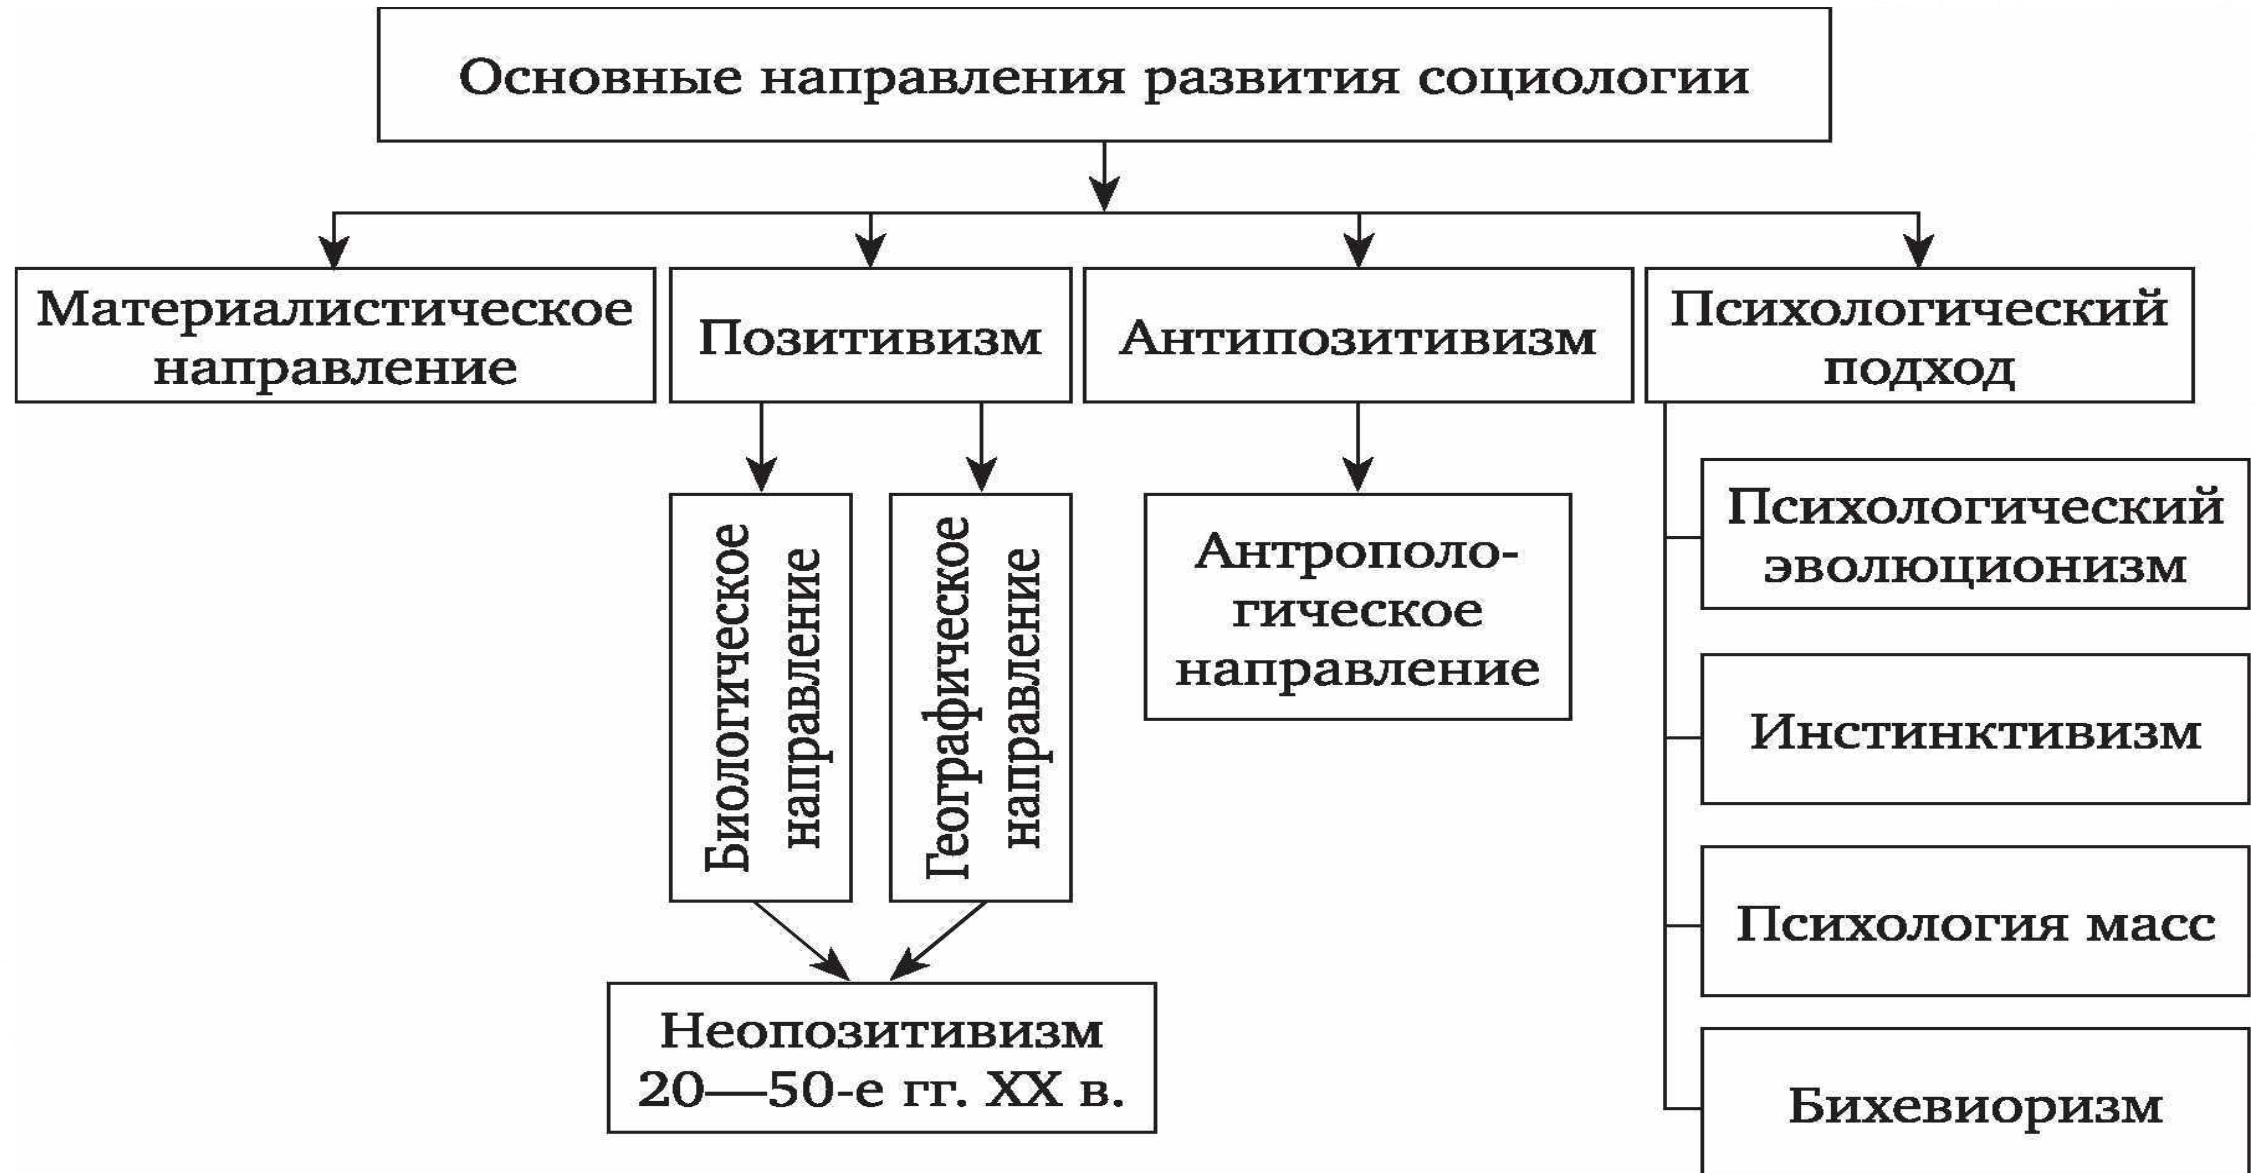 Основные направления развития социологии
Материалистическое
направление
Позитивизм
Антипозитивизм
Психологический
подход
Биологическое
направление
Географическое
направление
Антрополо-
гическое
направление
Психологический
эволюционизм
Инстинктивизм
Психология масс
Бихевиоризм
Неопозитивизм
20—50-е гг. XX в.